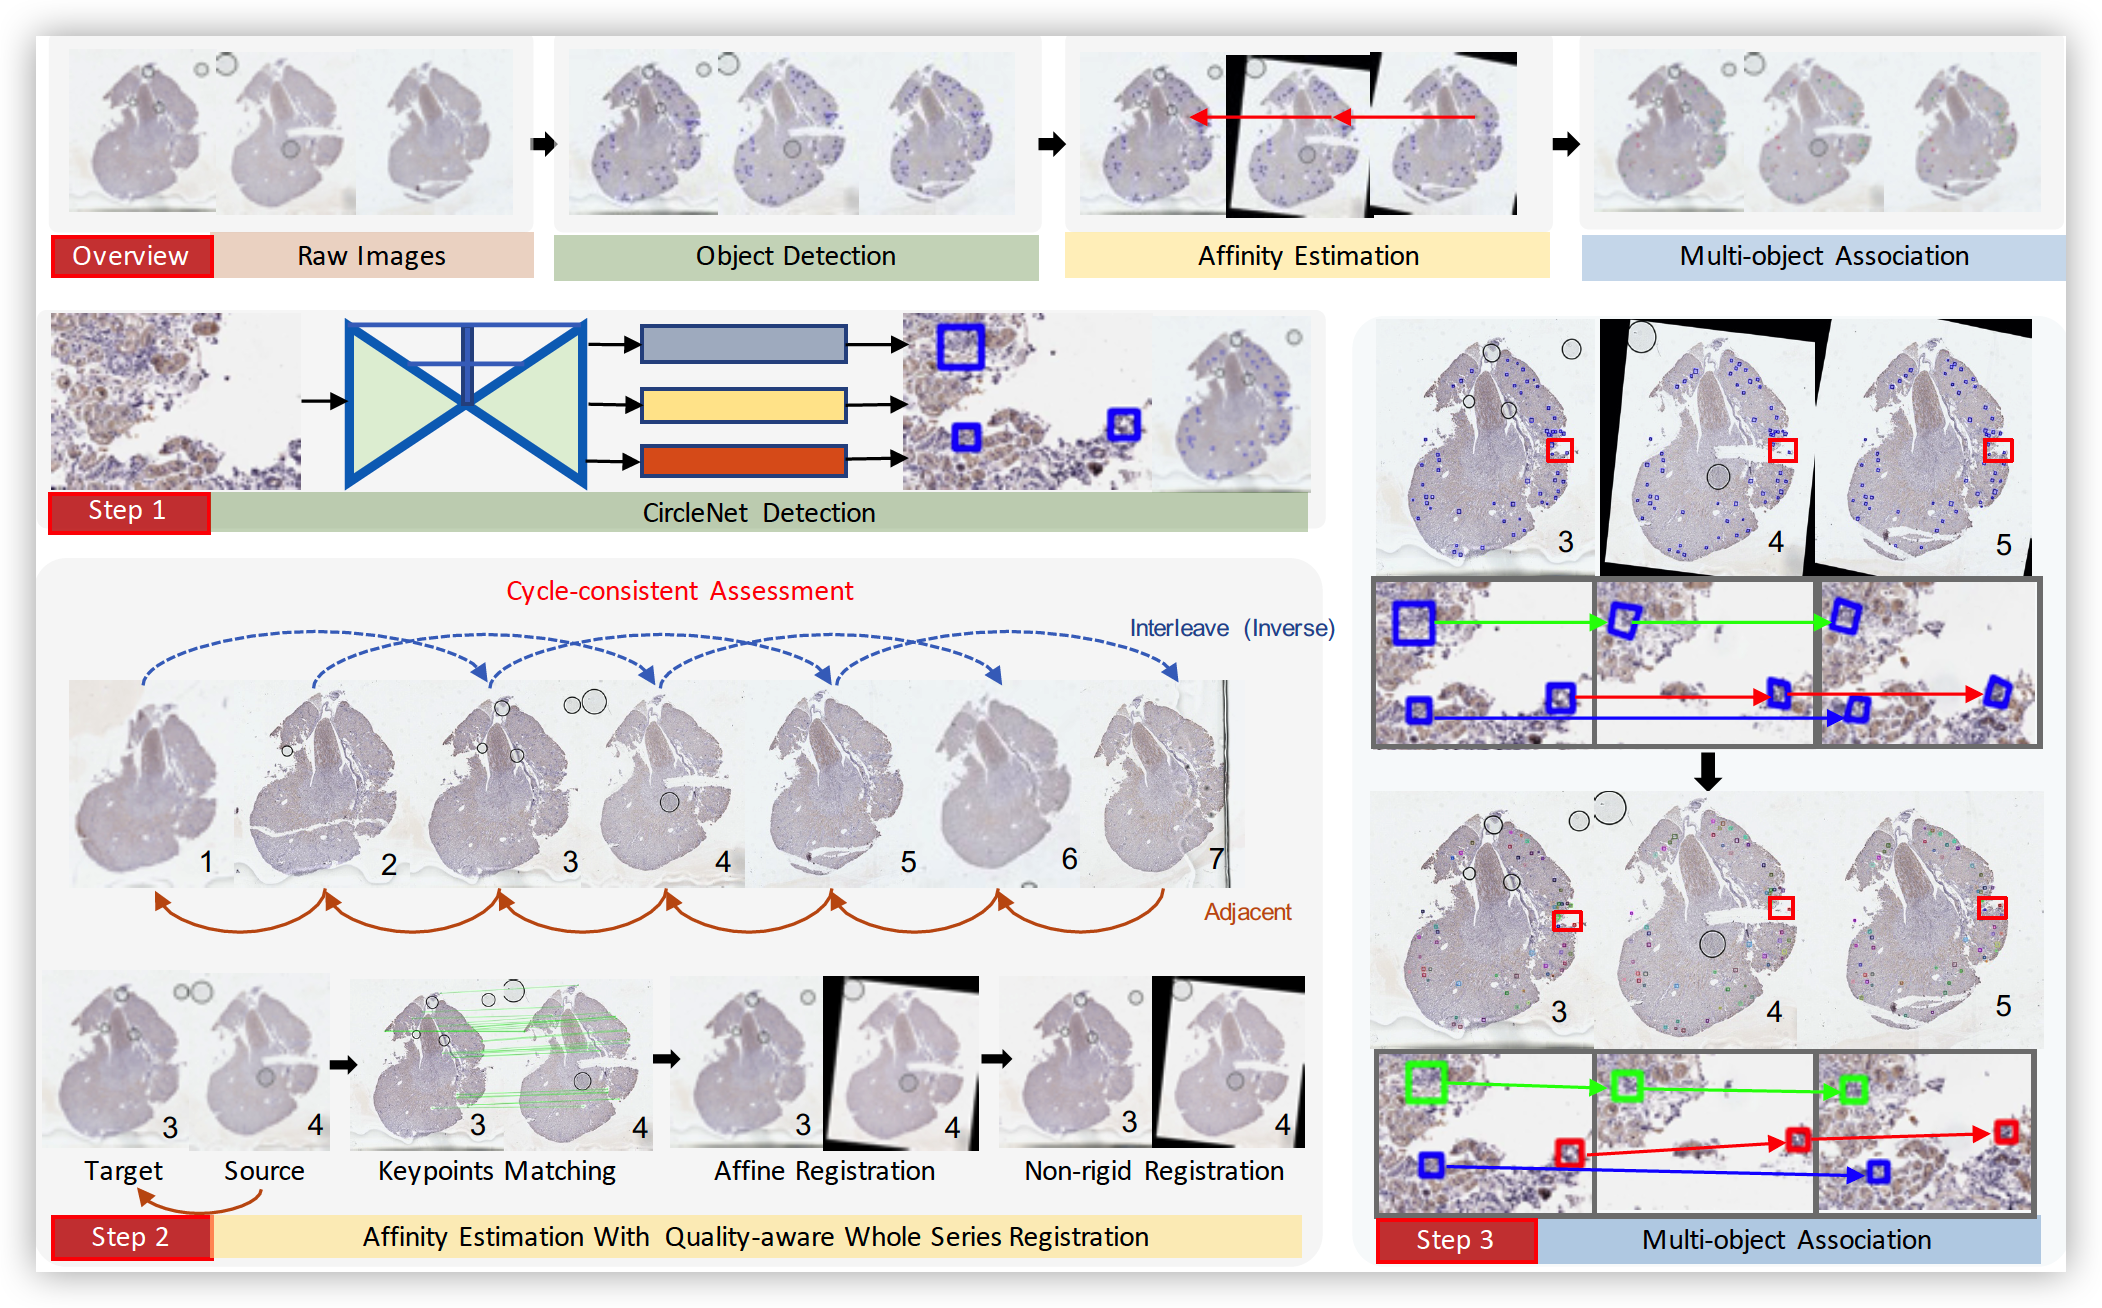 Overview
Raw Images
Object Detection
Affinity Estimation
Multi-object Association
Step 1
CircleNet Detection
Cycle-consistent Assessment
Interleave (Inverse)
1
2
3
4
5
6
7
Adjacent
3
4
3
4
3
4
3
4
Target
Source
Keypoints Matching
Affine Registration
Non-rigid Registration
Step 2
Affinity Estimation With Quality-aware Whole Series Registration
3
4
5
3
4
5
Step 3
Multi-object Association